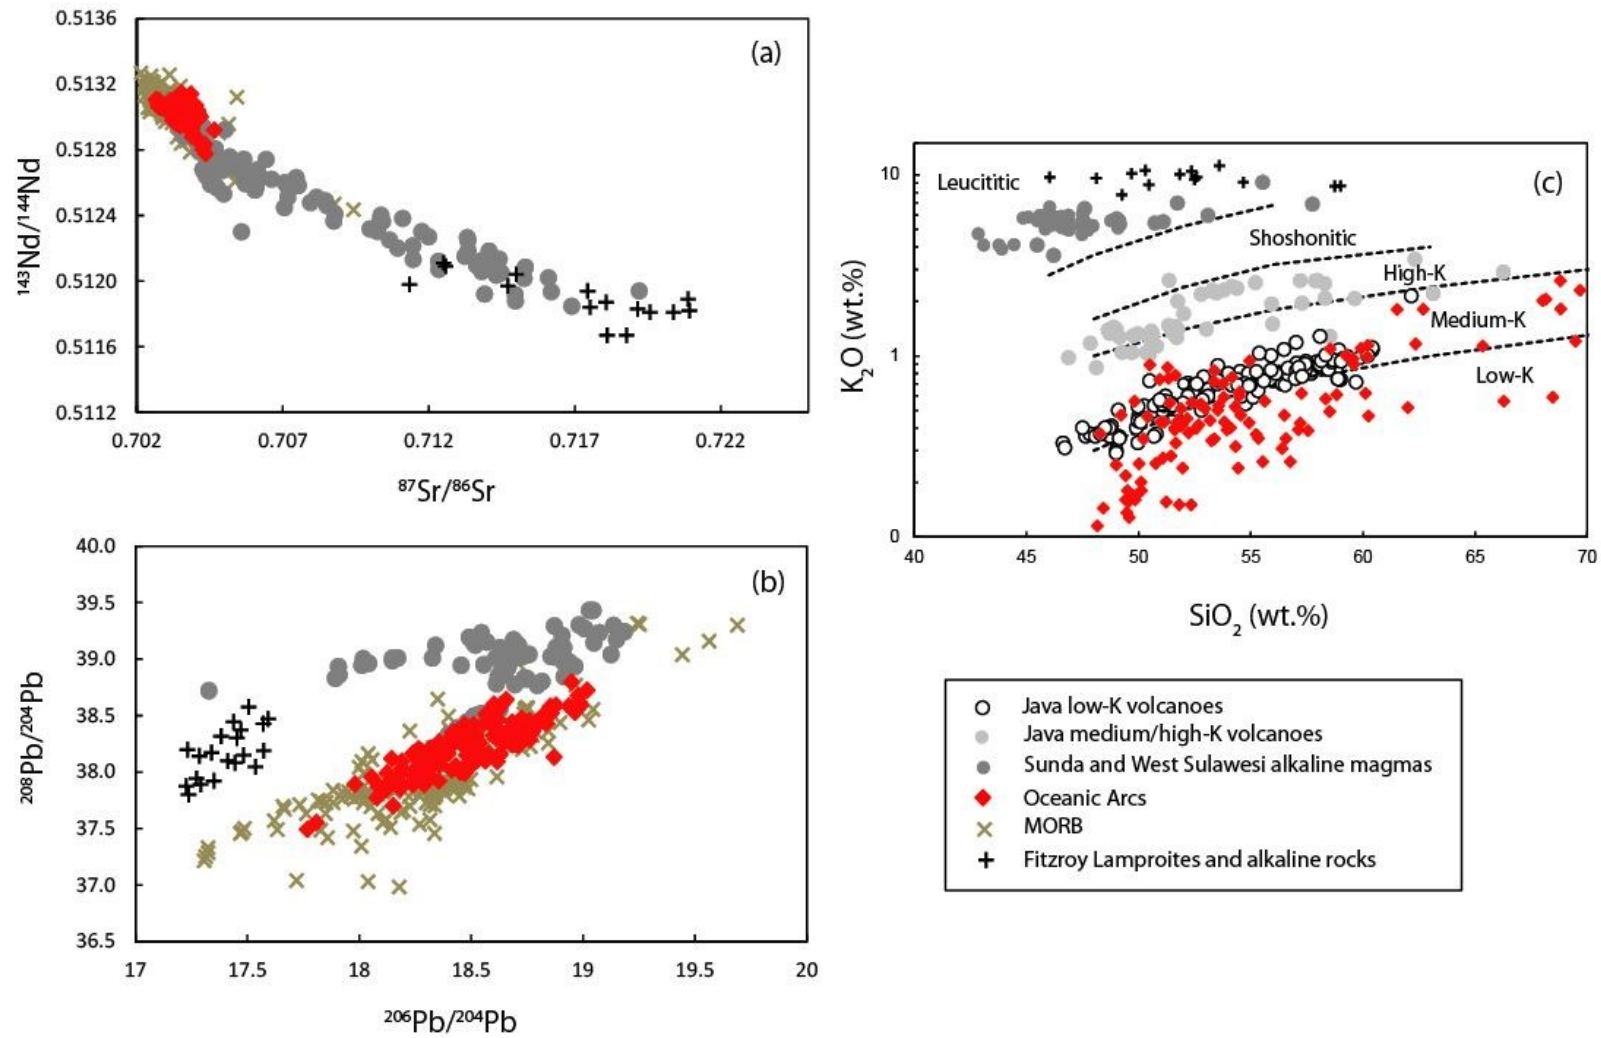 (a)
0.5136
0.5132
0.5128
0.5124
0.5120
0.5116
0.5112
¹⁴³Nd/¹⁴⁴Nd
0.702 0.707 0.712 0.717 0.722
⁸⁷Sr/⁸⁶Sr
(b)
40.0
39.5
39.0
38.5
38.0
37.5
37.0
36.5
²⁰⁸Pb/²⁰⁴Pb
17 17.5 18 18.5 19 19.5 20
²⁰⁶Pb/²⁰⁴Pb
(c)
10
1
0
K₂O (wt.%)
Leucititic
Shoshonitic
High-K
Medium-K
Low-K
40 45 50 55 60 65 70
SiO₂ (wt.%)
Java low-K volcanoes
Java medium/high-K volcanoes
Sunda and West Sulawesi alkaline magmas
Oceanic Arcs
MORB
Fitzroy Lamproites and alkaline rocks